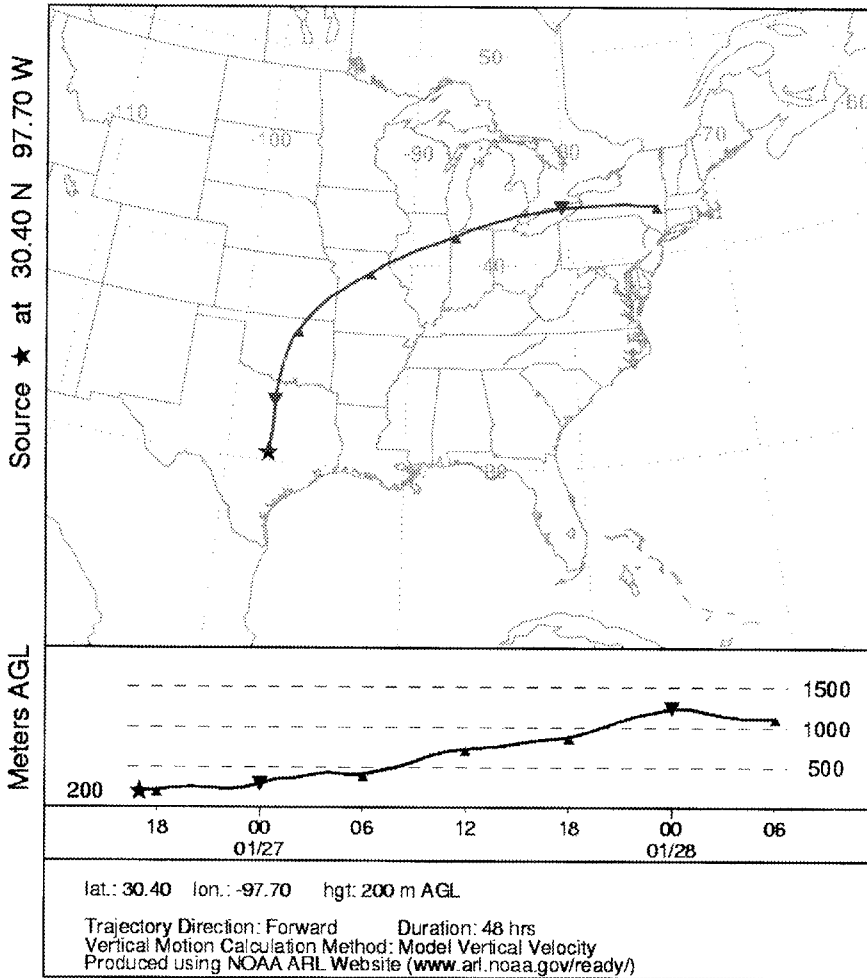 Source ★ at 30.40 N 97.70 W
50
-110
-100
-90
-80
-70
60
40
30
Meters AGL
1500
1000
500
200
18 00 06 12 18 00 06
01/27 01/28
lat.: 30.40 lon.: -97.70 hgt: 200 m AGL
Trajectory Direction: Forward Duration: 48 hrs
Vertical Motion Calculation Method: Model Vertical Velocity
Produced using NOAA ARL Website (www.arl.noaa.gov/ready/)